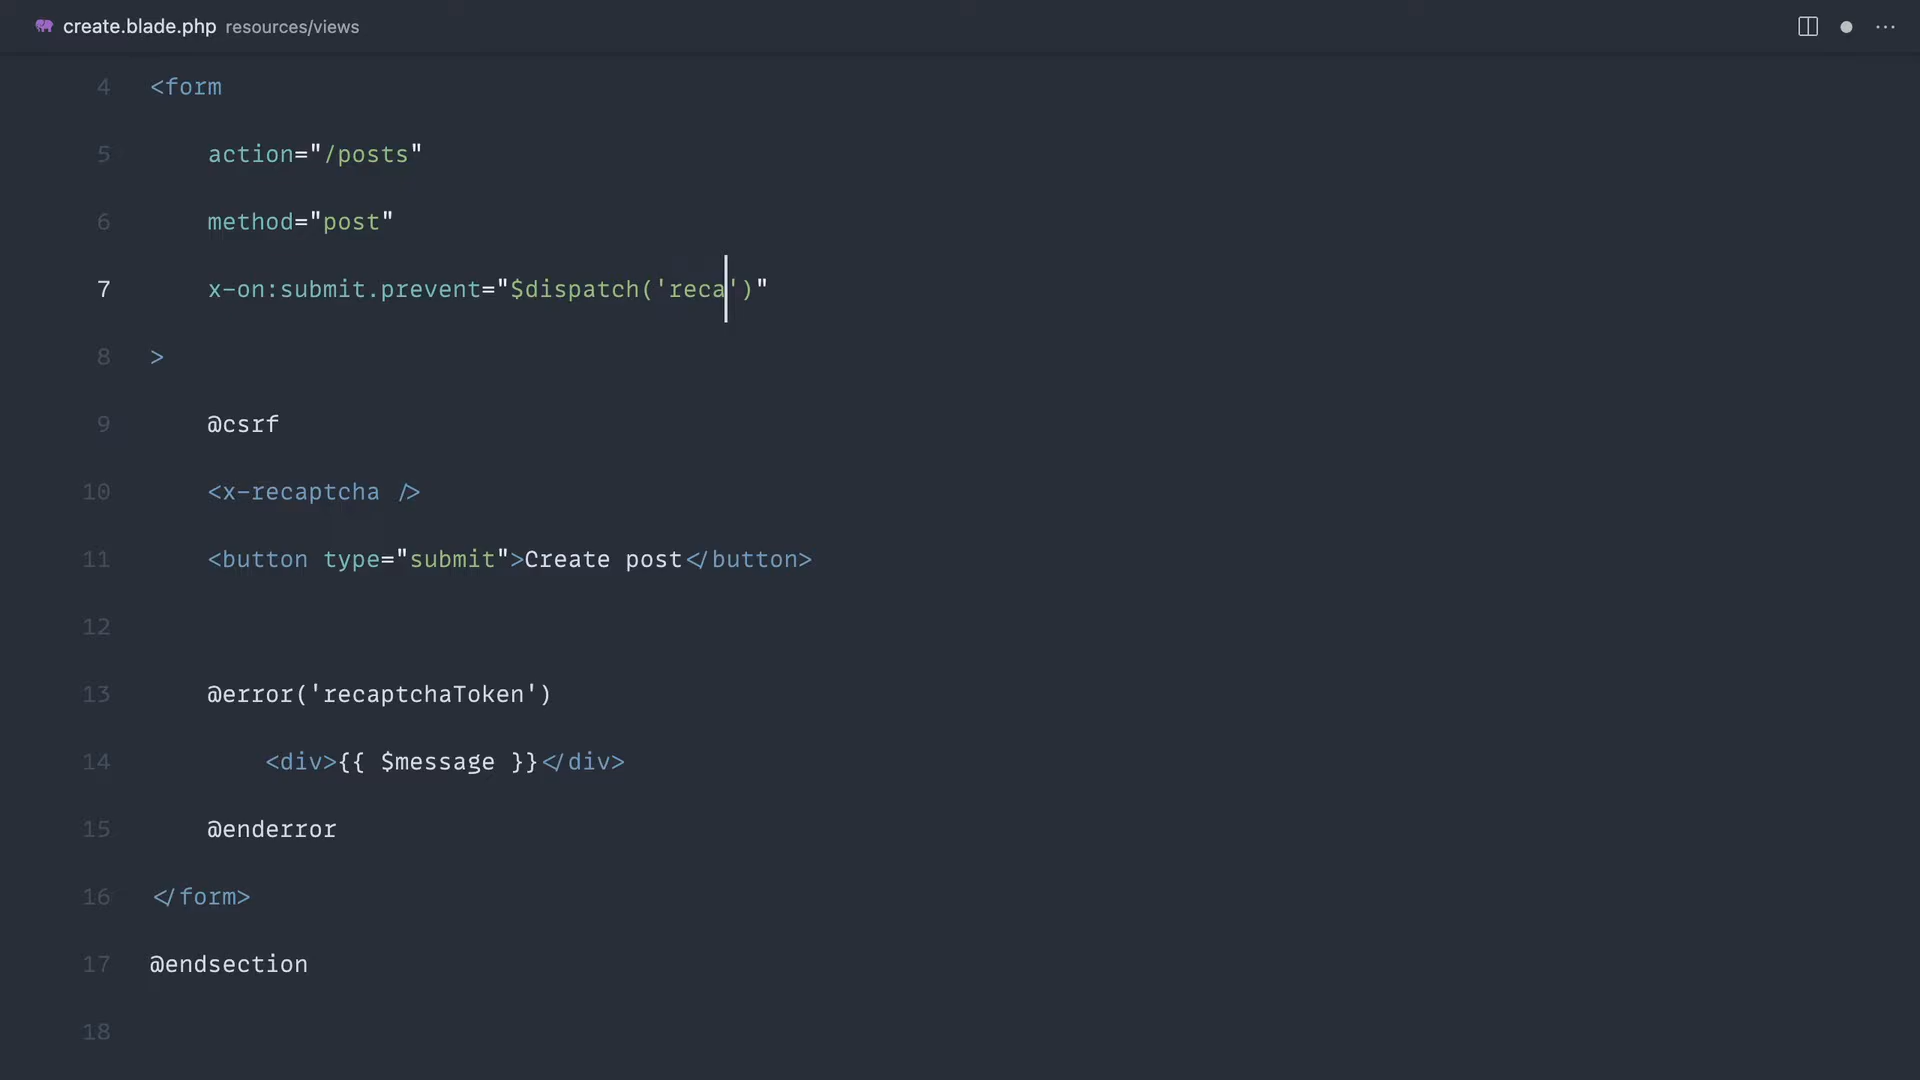 create.blade.php resources/views
4 <form
5 action="/posts"
6 method="post"
7 x-on:submit.prevent="$dispatch('reca')"
8 >
9 @csrf
10 <x-recaptcha />
11 <button type="submit">Create post</button>
12
13 @error('recaptchaToken')
14 <div>{{ $message }}</div>
15 @enderror
16 </form>
17 @endsection
18